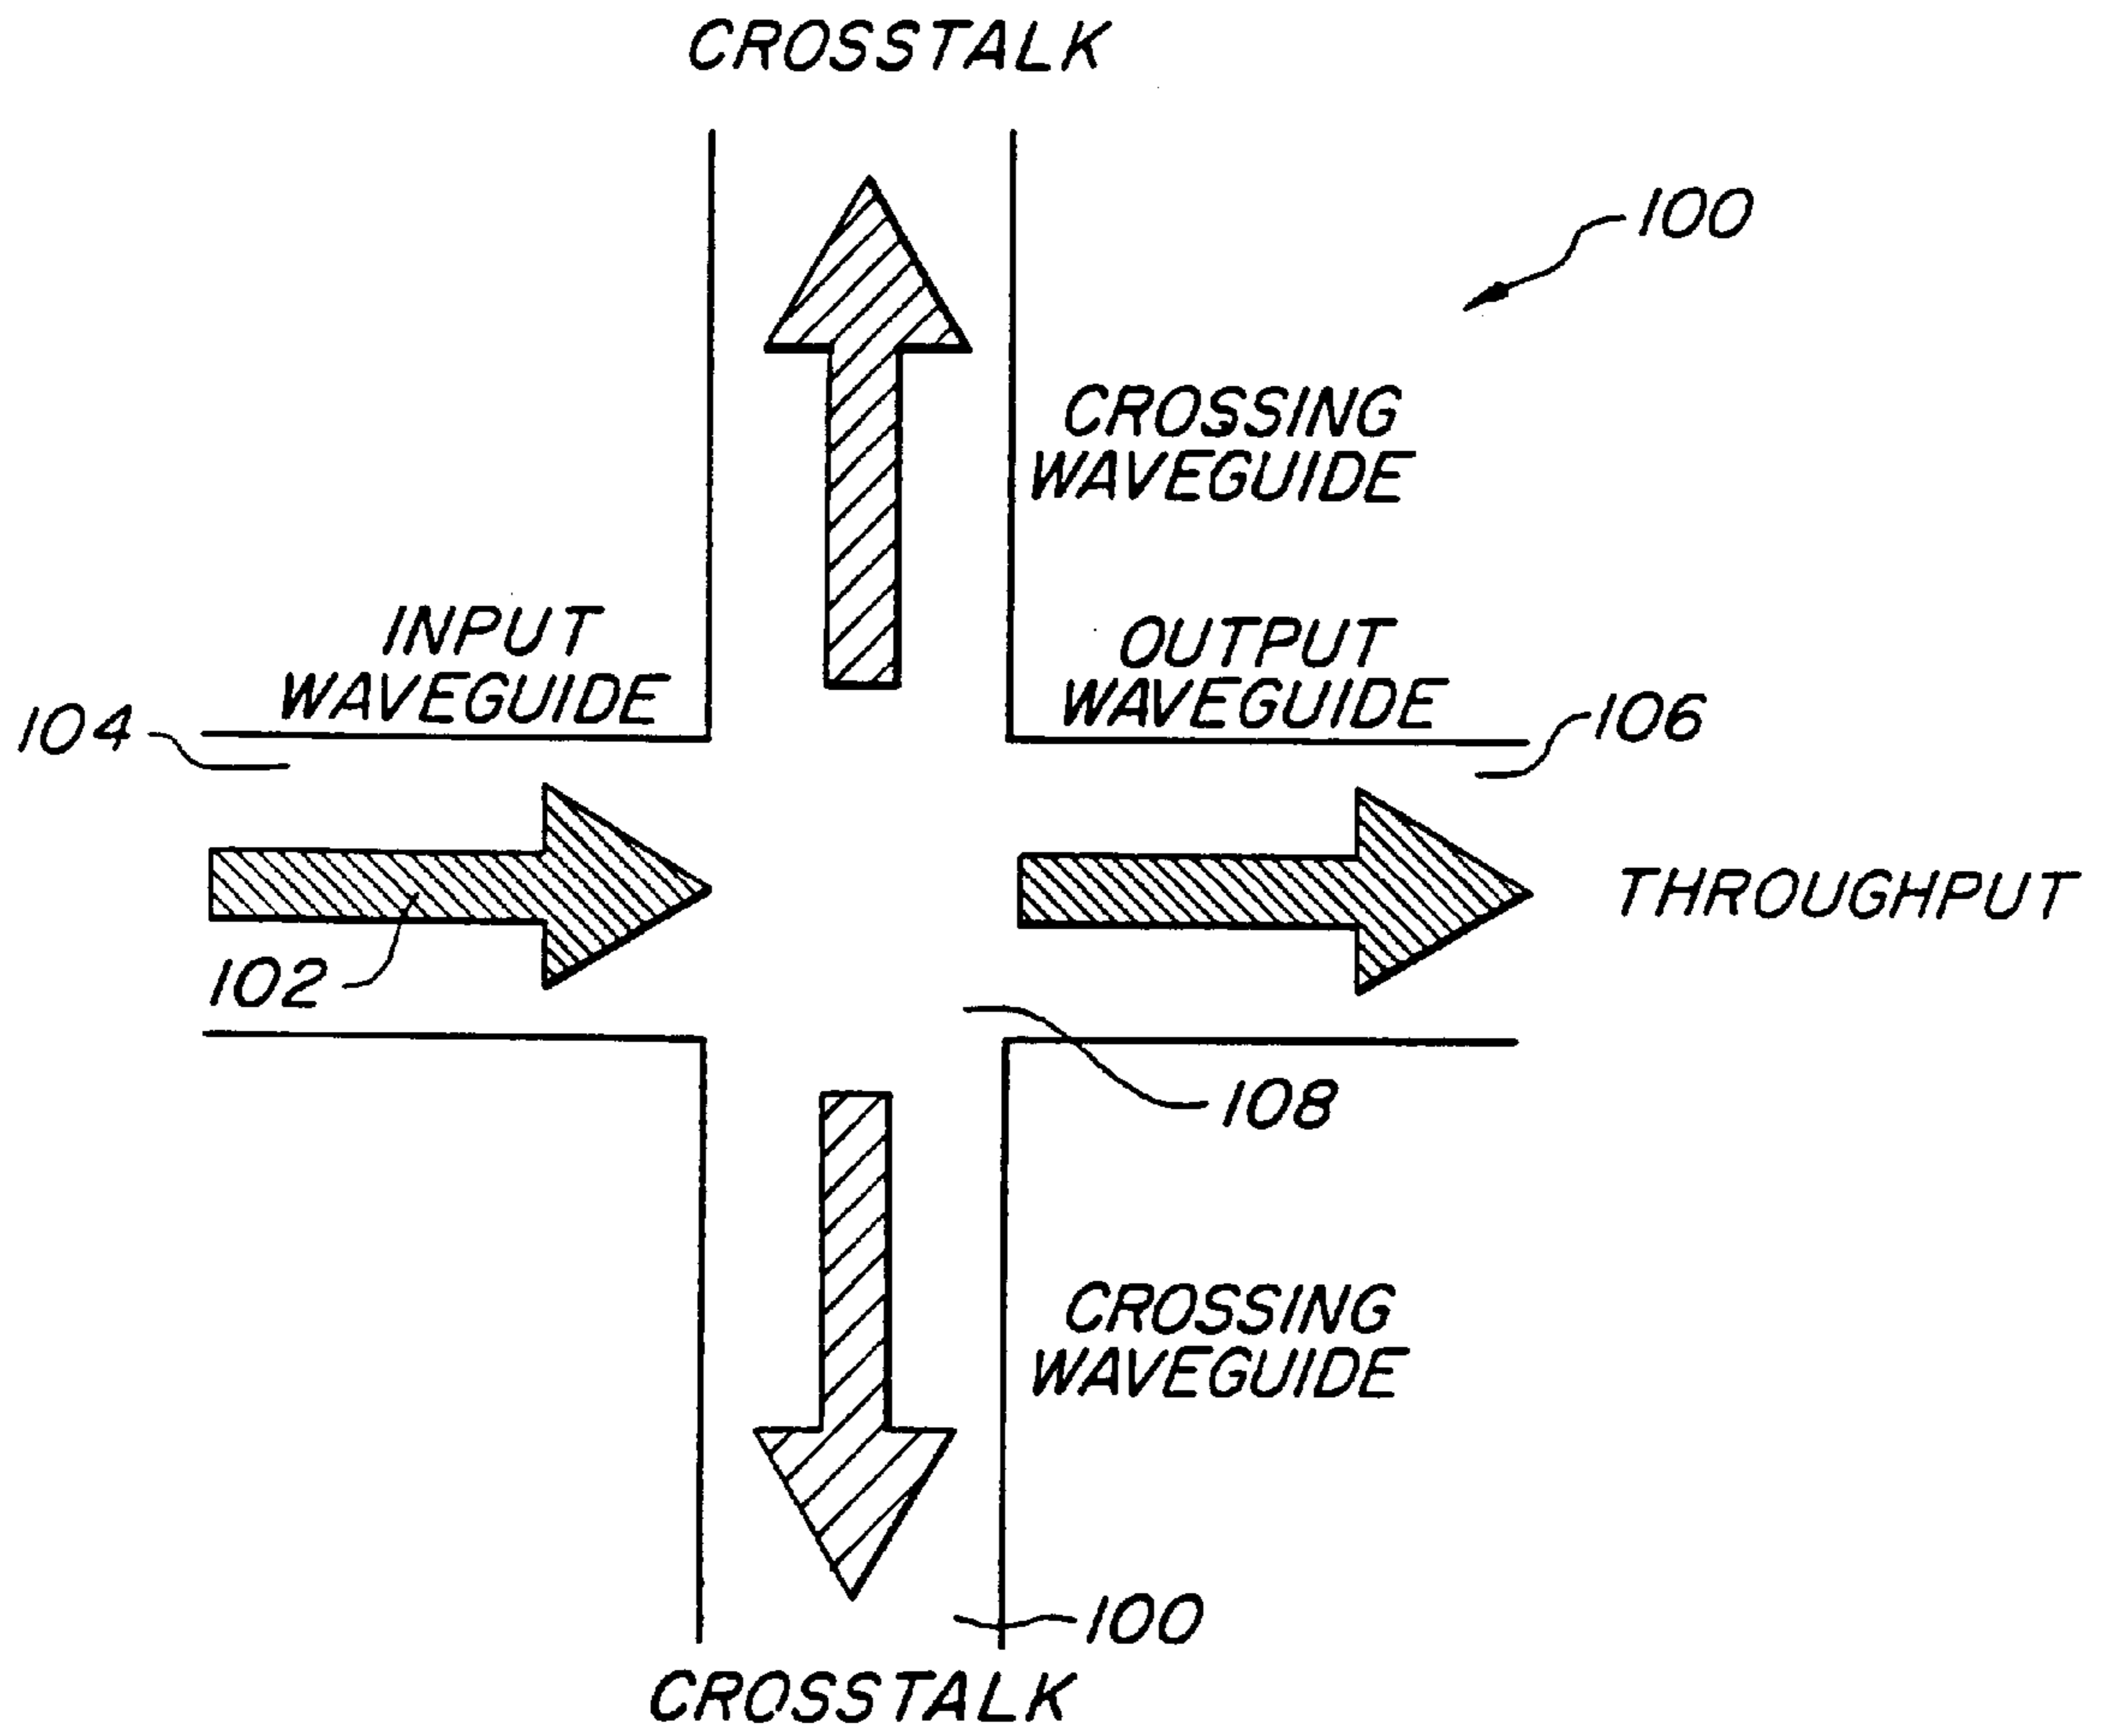 CROSSTALK
100
CROSSING
WAVEGUIDE
INPUT
WAVEGUIDE
OUTPUT
WAVEGUIDE
104
106
THROUGHPUT
102
108
CROSSING
WAVEGUIDE
100
CROSSTALK